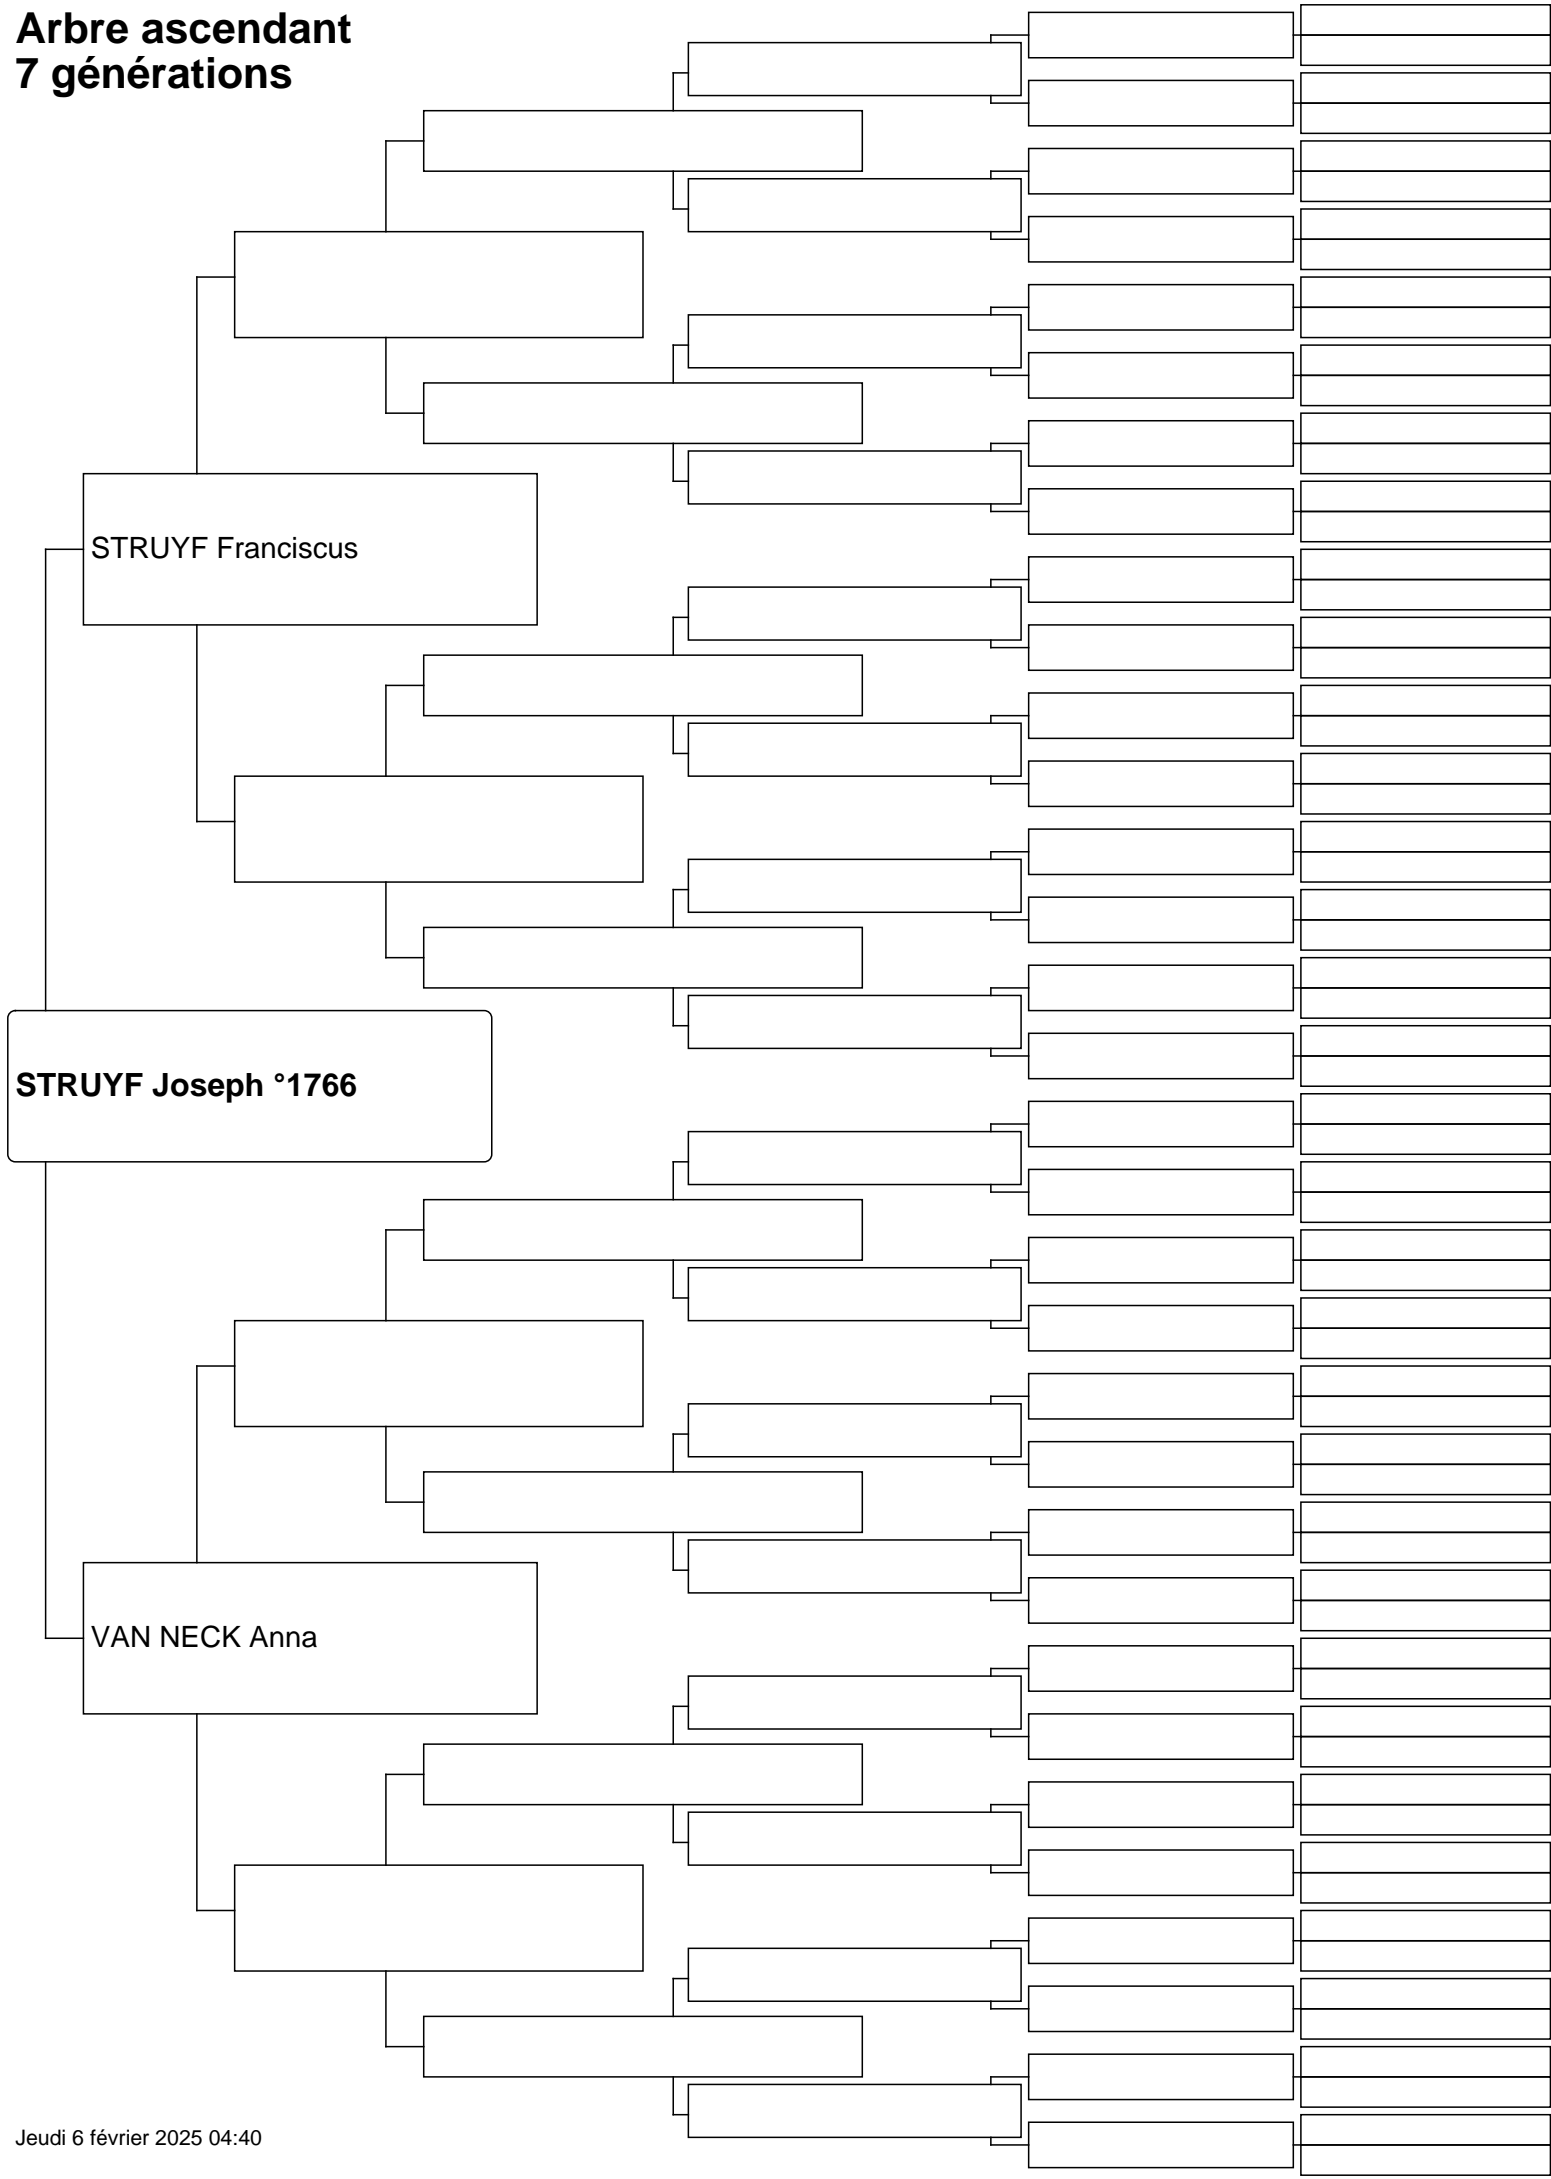 Arbre ascendant
7 générations
STRUYF Franciscus
STRUYF Joseph °1766
VAN NECK Anna
Jeudi 6 février 2025 04:40